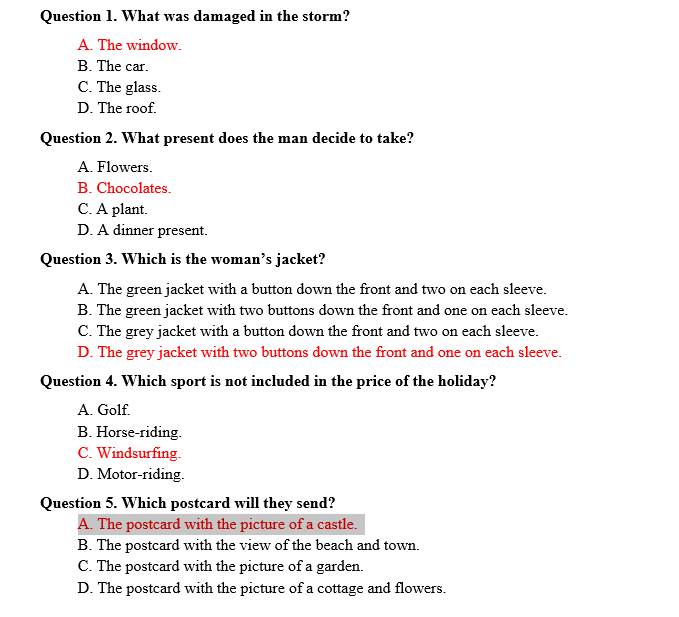 Question 1. What was damaged in the storm?
A. The window.
B. The car.
C. The glass.
D. The roof.
Question 2. What present does the man decide to take?
A. Flowers.
B. Chocolates.
C. A plant.
D. A dinner present.
Question 3. Which is the woman’s jacket?
A. The green jacket with a button down the front and two on each sleeve.
B. The green jacket with two buttons down the front and one on each sleeve.
C. The grey jacket with a button down the front and two on each sleeve.
D. The grey jacket with two buttons down the front and one on each sleeve.
Question 4. Which sport is not included in the price of the holiday?
A. Golf.
B. Horse-riding.
C. Windsurfing.
D. Motor-riding.
Question 5. Which postcard will they send?
A. The postcard with the picture of a castle.
B. The postcard with the view of the beach and town.
C. The postcard with the picture of a garden.
D. The postcard with the picture of a cottage and flowers.